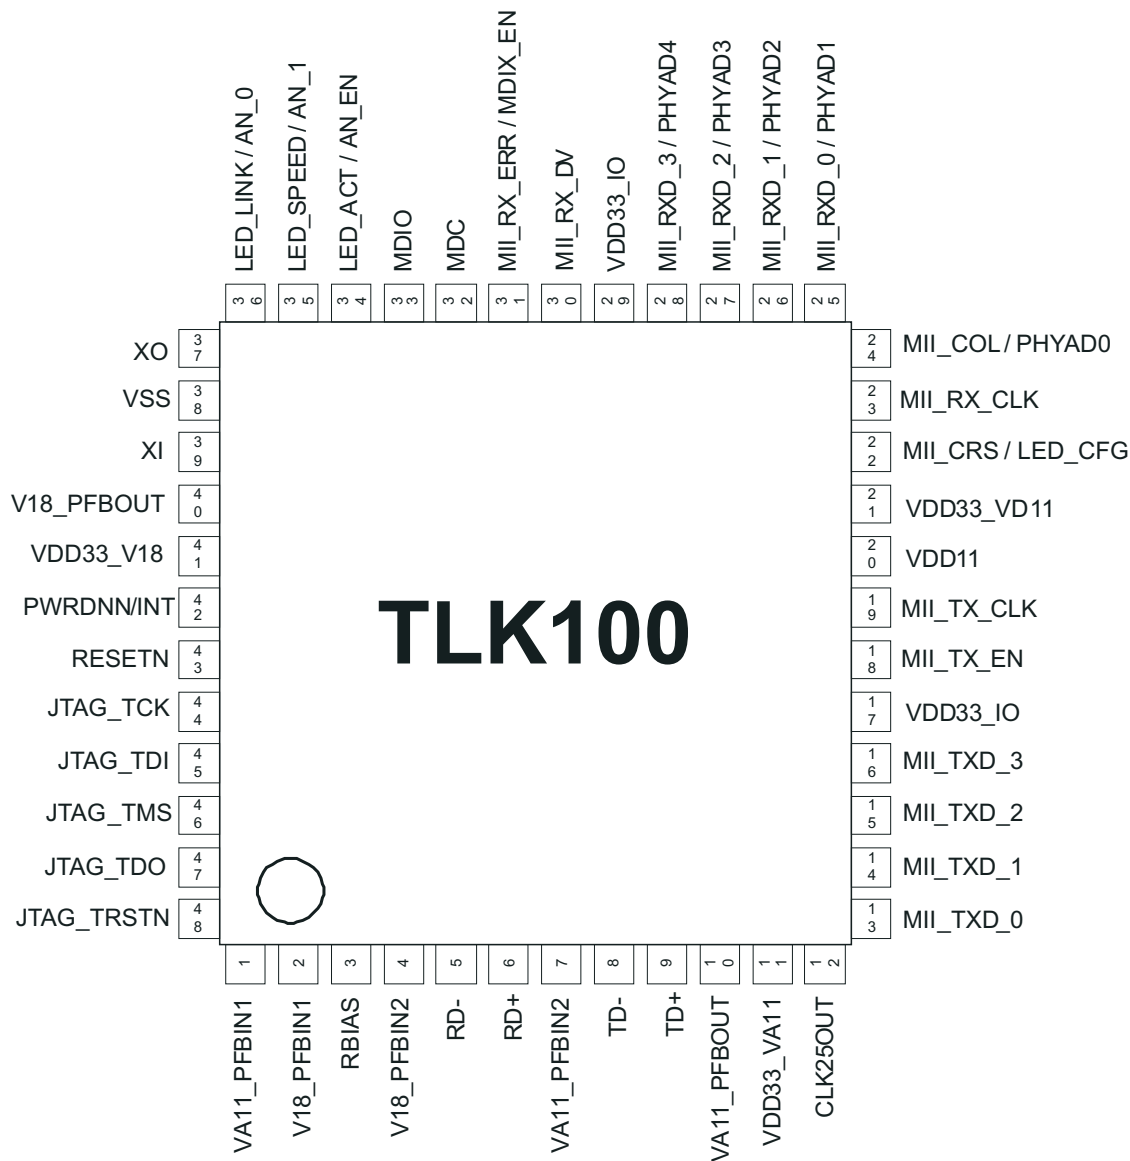 LED_LINK / AN_0
LED_SPEED / AN_1
LED_ACT / AN_EN
MDIO
MDC
MII_RX_ERR / MDIX_EN
MII_RX_DV
VDD33_IO
MII_RXD_3 / PHYAD4
MII_RXD_2 / PHYAD3
MII_RXD_1 / PHYAD2
MII_RXD_0 / PHYAD1
36
35
34
33
32
31
30
29
28
27
26
25
XO 37
VSS 38
XI 39
V18_PFBOUT 40
VDD33_V18 41
PWRDNN/INT 42
RESETN 43
JTAG_TCK 44
JTAG_TDI 45
JTAG_TMS 46
JTAG_TDO 47
JTAG_TRSTN 48
TLK100
24 MII_COL / PHYAD0
23 MII_RX_CLK
22 MII_CRS / LED_CFG
21 VDD33_VD11
20 VDD11
19 MII_TX_CLK
18 MII_TX_EN
17 VDD33_IO
16 MII_TXD_3
15 MII_TXD_2
14 MII_TXD_1
13 MII_TXD_0
1
2
3
4
5
6
7
8
9
10
11
12
VA11_PFBIN1
V18_PFBIN1
RBIAS
V18_PFBIN2
RD-
RD+
VA11_PFBIN2
TD-
TD+
VA11_PFBOUT
VDD33_VA11
CLK25OUT